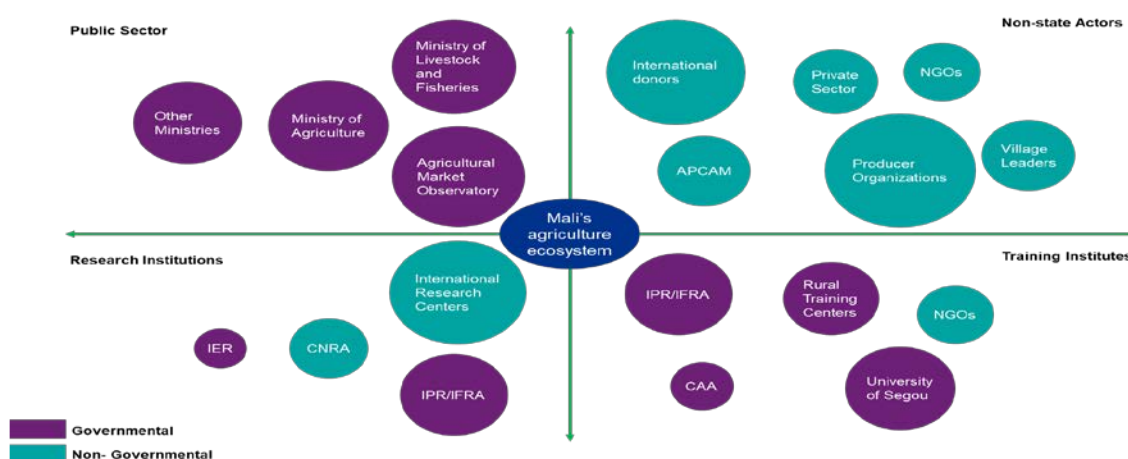 Public Sector
Non-state Actors
Ministry of
Livestock
and
Fisheries
Other
Ministries
Ministry of
Agriculture
Agricultural
Market
Observatory
International
donors
Private
Sector
NGOs
APCAM
Producer
Organizations
Village
Leaders
Mali's
agriculture
ecosystem
Research Institutions
Training Institutes
International
Research
Centers
IER
CNRA
IPR/IFRA
IPR/IFRA
Rural
Training
Centers
NGOs
CAA
University
of Segou
Governmental
Non- Governmental